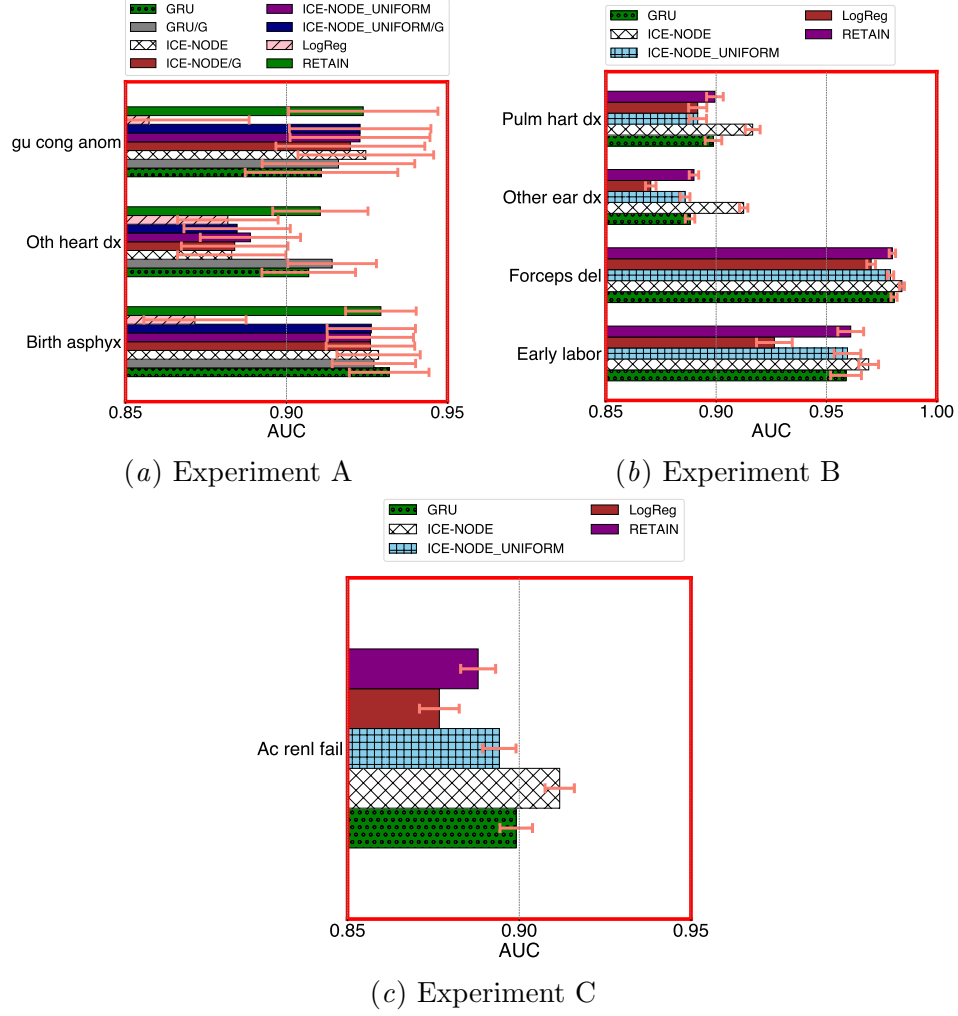 GRU
GRU/G
ICE-NODE
ICE-NODE/G
ICE-NODE_UNIFORM
ICE-NODE_UNIFORM/G
LogReg
RETAIN
gu cong anom
Oth heart dx
Birth asphyx
0.85 0.90 0.95
AUC
(a) Experiment A
GRU
ICE-NODE
ICE-NODE_UNIFORM
LogReg
RETAIN
Pulm hart dx
Other ear dx
Forceps del
Early labor
0.85 0.90 0.95 1.00
AUC
(b) Experiment B
GRU
ICE-NODE
ICE-NODE_UNIFORM
LogReg
RETAIN
Ac renl fail
0.85 0.90 0.95
AUC
(c) Experiment C